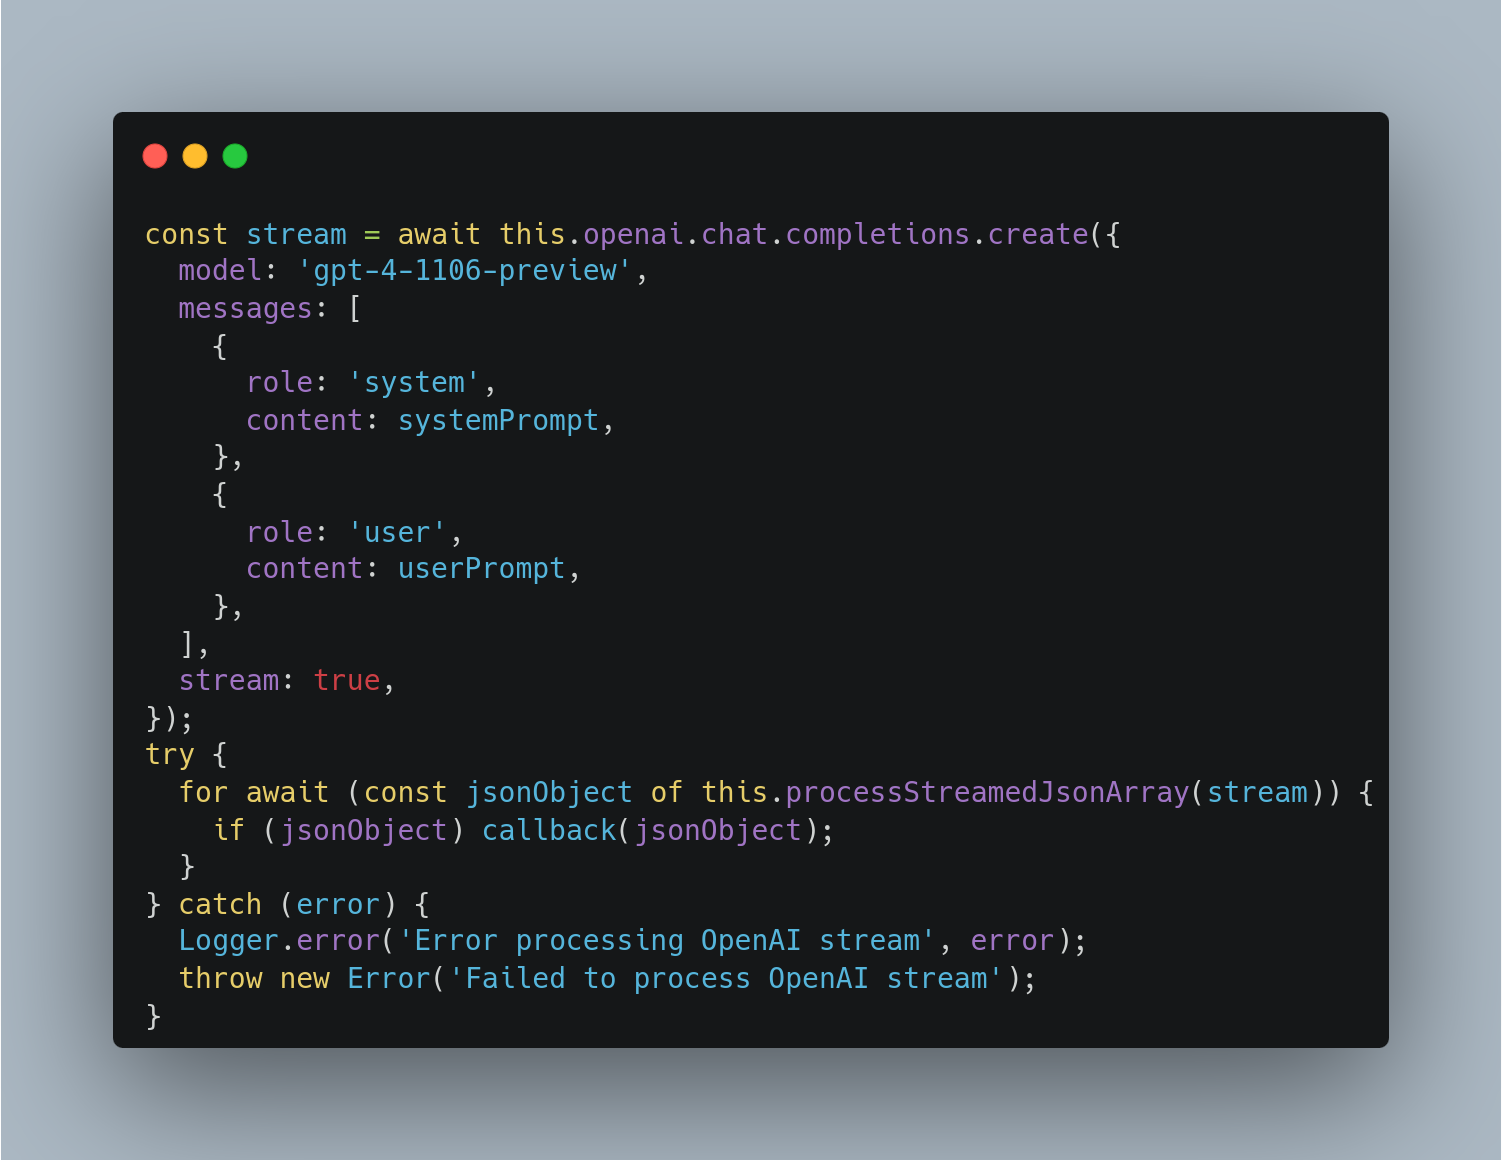 const stream = await this.openai.chat.completions.create({
  model: 'gpt-4-1106-preview',
  messages: [
    {
      role: 'system',
      content: systemPrompt,
    },
    {
      role: 'user',
      content: userPrompt,
    },
  ],
  stream: true,
});
try {
  for await (const jsonObject of this.processStreamedJsonArray(stream)) {
    if (jsonObject) callback(jsonObject);
  }
} catch (error) {
  Logger.error('Error processing OpenAI stream', error);
  throw new Error('Failed to process OpenAI stream');
}